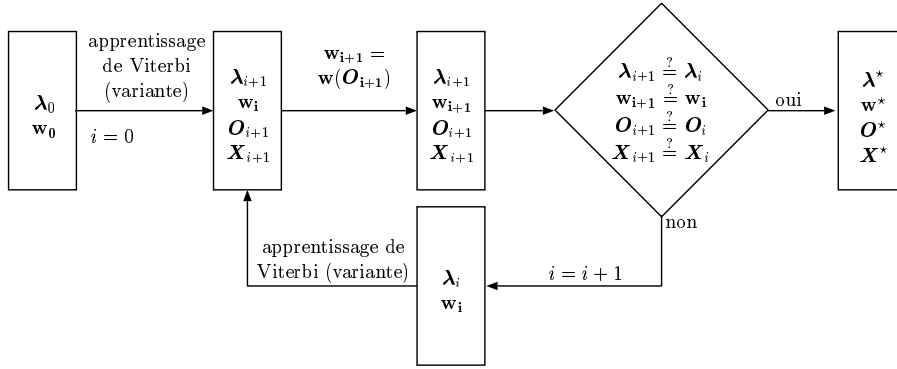 λ₀
w₀
apprentissage
de Viterbi
(variante)
i = 0
λᵢ₊₁
wᵢ
Oᵢ₊₁
Xᵢ₊₁
wᵢ₊₁ =
w(Oᵢ₊₁)
λᵢ₊₁
wᵢ₊₁
Oᵢ₊₁
Xᵢ₊₁
λᵢ₊₁ ≟ λᵢ
wᵢ₊₁ ≟ wᵢ
Oᵢ₊₁ ≟ Oᵢ
Xᵢ₊₁ ≟ Xᵢ
oui
λ⋆
w⋆
O⋆
X⋆
non
i = i + 1
λᵢ
wᵢ
apprentissage de
Viterbi (variante)